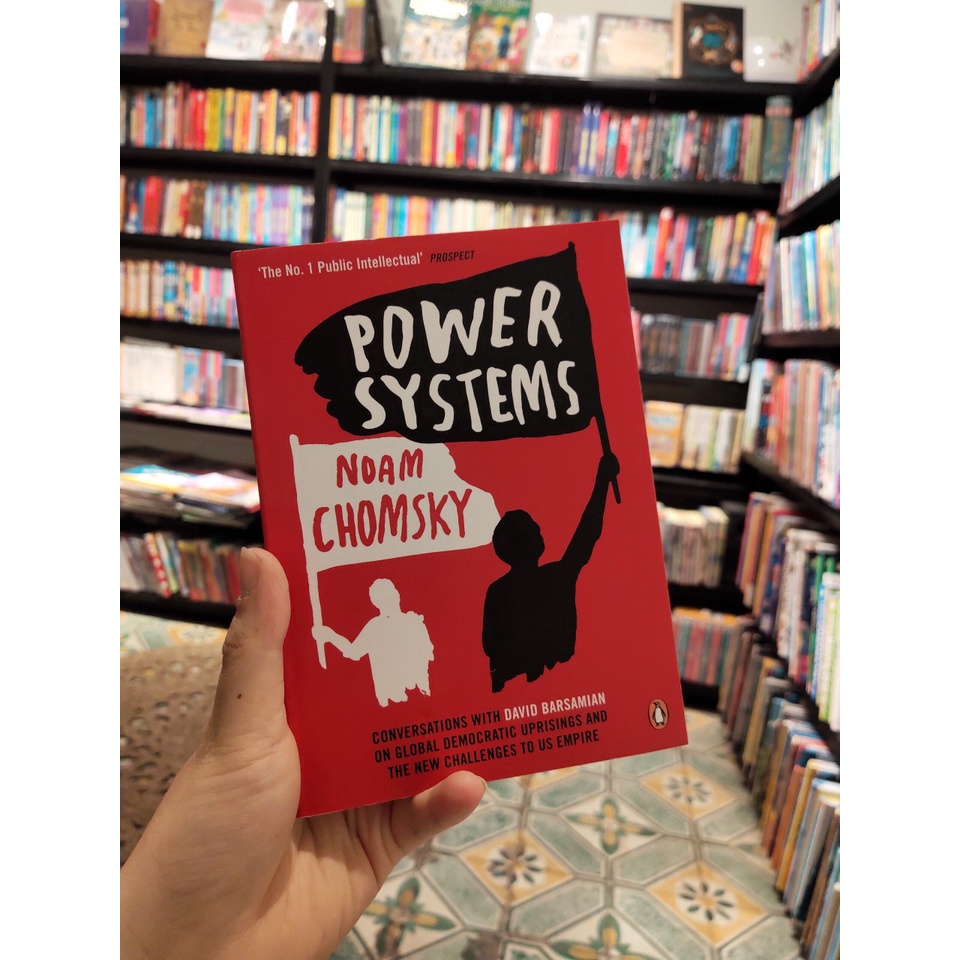 'The No. 1 Public Intellectual' PROSPECT
POWER
SYSTEMS
NOAM
CHOMSKY
CONVERSATIONS WITH DAVID BARSAMIAN
ON GLOBAL DEMOCRATIC UPRISINGS AND
THE NEW CHALLENGES TO US EMPIRE